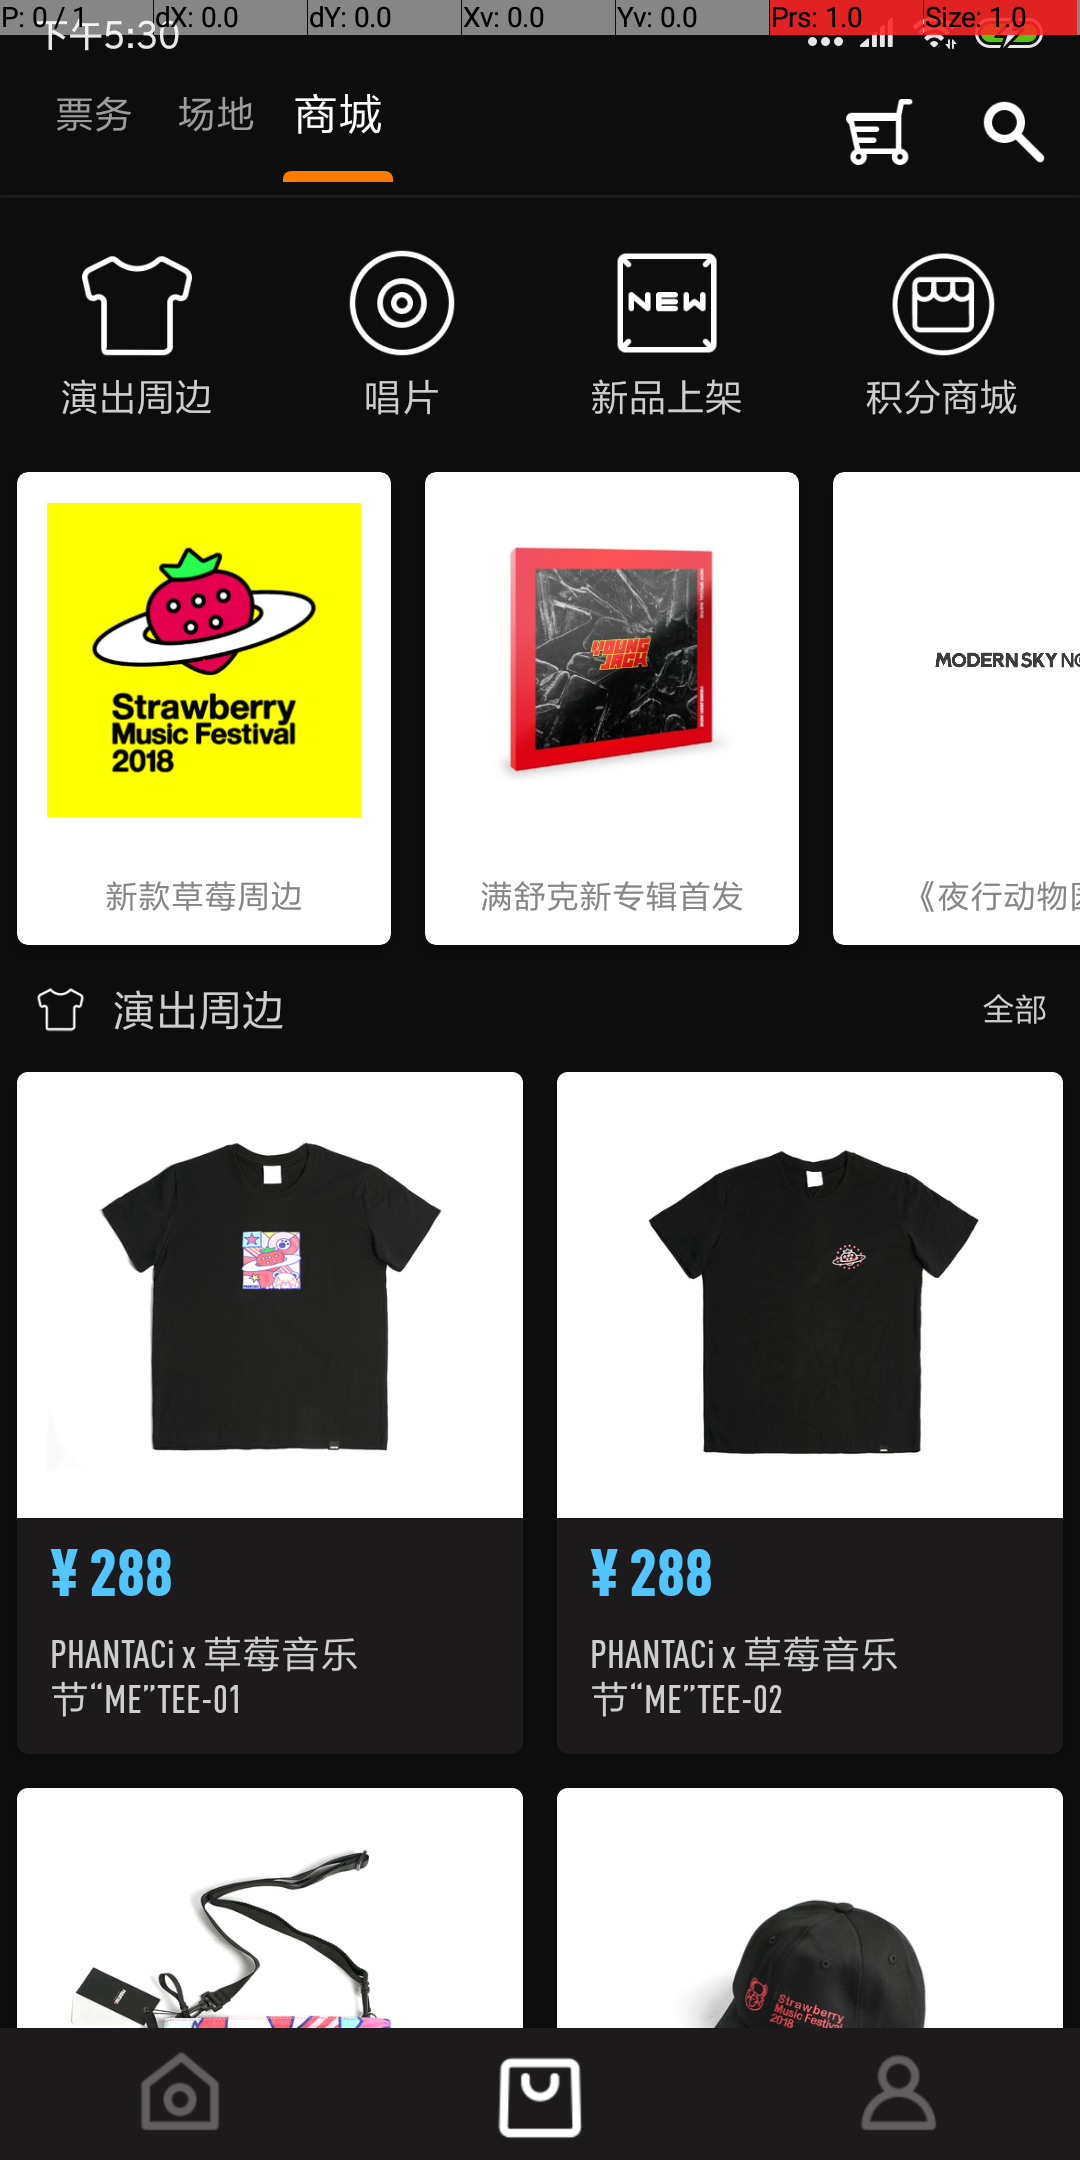 P: 0 / 1 dX: 0.0 dY: 0.0 Xv: 0.0 Yv: 0.0 Prs: 1.0 Size: 1.0
下午5:30
票务 场地 商城
NEW
演出周边 唱片 新品上架 积分商城
Strawberry
Music Festival
2018
YOUNG
JACK
MODERN SKY NO
新款草莓周边 满舒克新专辑首发 《夜行动物园
演出周边 全部
¥ 288
PHANTACi x 草莓音乐
节“ME”TEE-01
¥ 288
PHANTACi x 草莓音乐
节“ME”TEE-02
Strawberry
Music Festival
2018